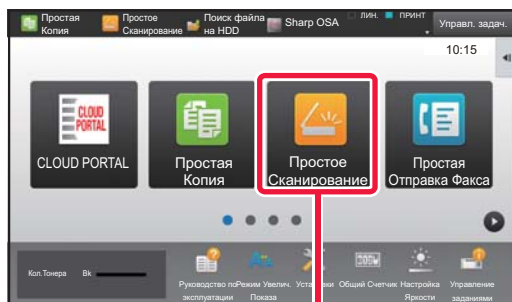 Простая
Копия
Простое
Сканирование
Поиск файла
на HDD
Sharp OSA
ЛИН.
ПРИНТ
Управл. задач.
10:15
CLOUD
PORTAL
CLOUD PORTAL
Простая
Копия
Простое
Сканирование
Простая
Отправка Факса
Кол.Тонера
Bk
Руководство по
эксплуатации
Режим Увелич.
Показа
Установки
Общий Счетчик
Настройка
Яркости
Управление
заданиями